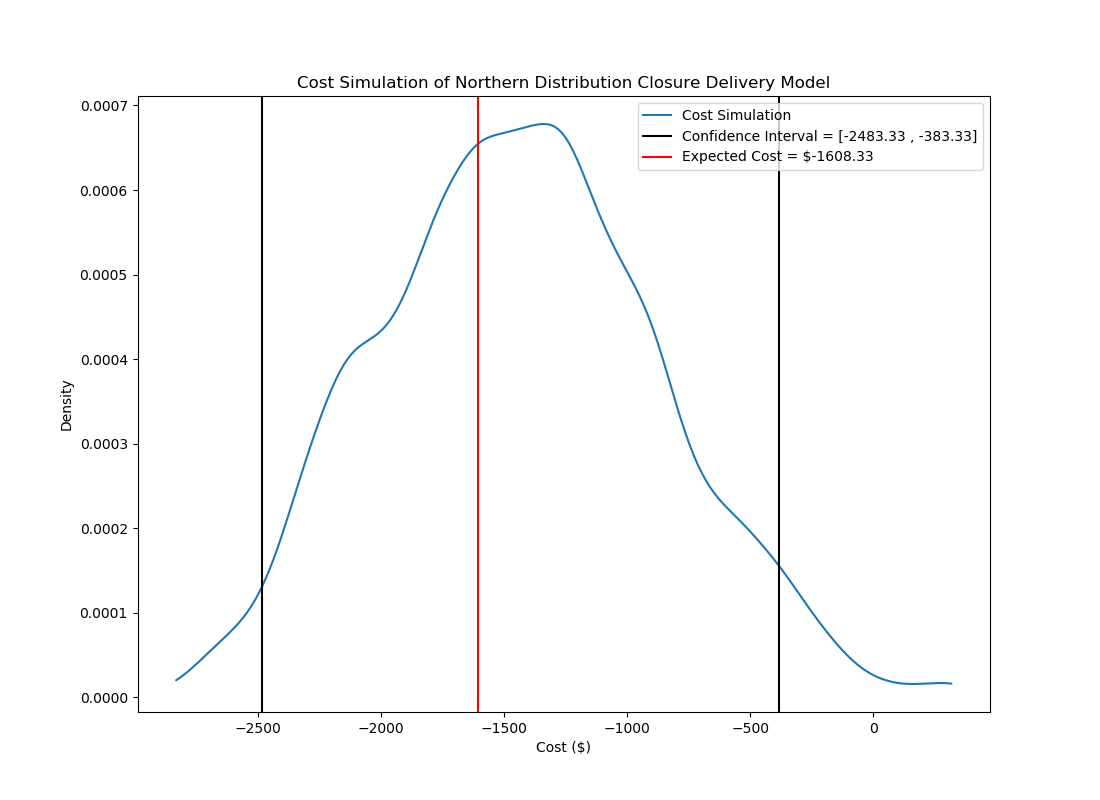 Cost Simulation of Northern Distribution Closure Delivery Model
Cost Simulation
Confidence Interval = [-2483.33 , -383.33]
Expected Cost = $-1608.33
0.0007
0.0006
0.0005
0.0004
0.0003
0.0002
0.0001
0.0000
Density
−2500
−2000
−1500
−1000
−500
0
Cost ($)